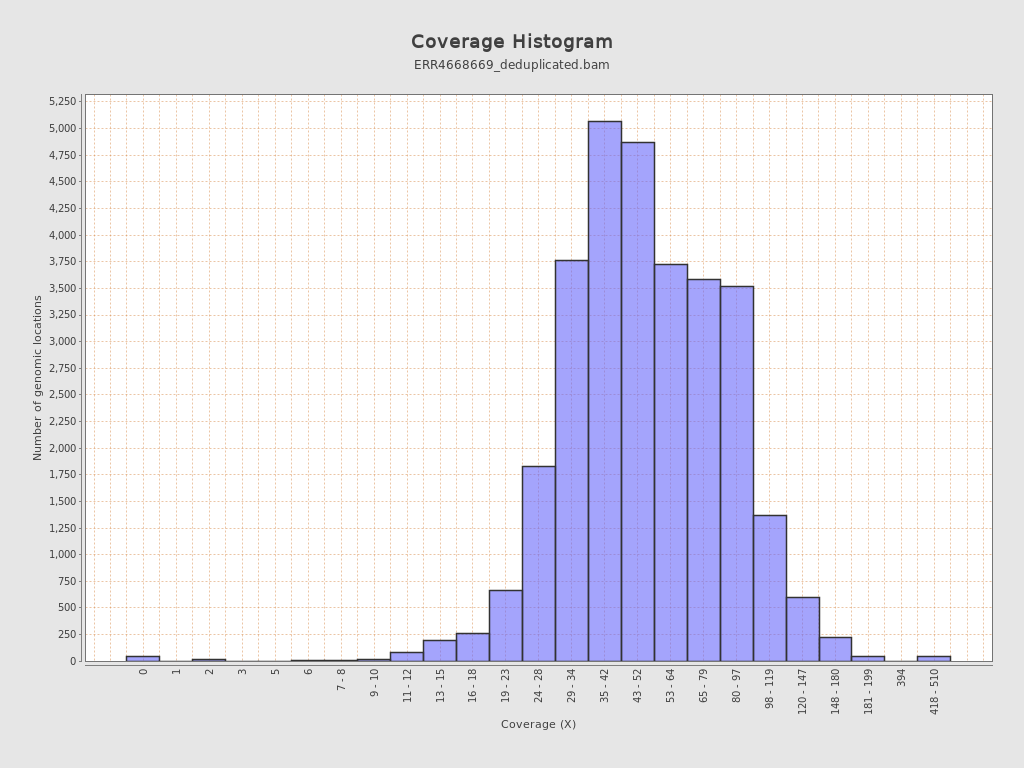 Coverage Histogram
ERR4668669_deduplicated.bam
Number of genomic locations
5,250
5,000
4,750
4,500
4,250
4,000
3,750
3,500
3,250
3,000
2,750
2,500
2,250
2,000
1,750
1,500
1,250
1,000
750
500
250
0
0
1
2
3
5
6
7 - 8
9 - 10
11 - 12
13 - 15
16 - 18
19 - 23
24 - 28
29 - 34
35 - 42
43 - 52
53 - 64
65 - 79
80 - 97
98 - 119
120 - 147
148 - 180
181 - 199
394
418 - 510
Coverage (X)